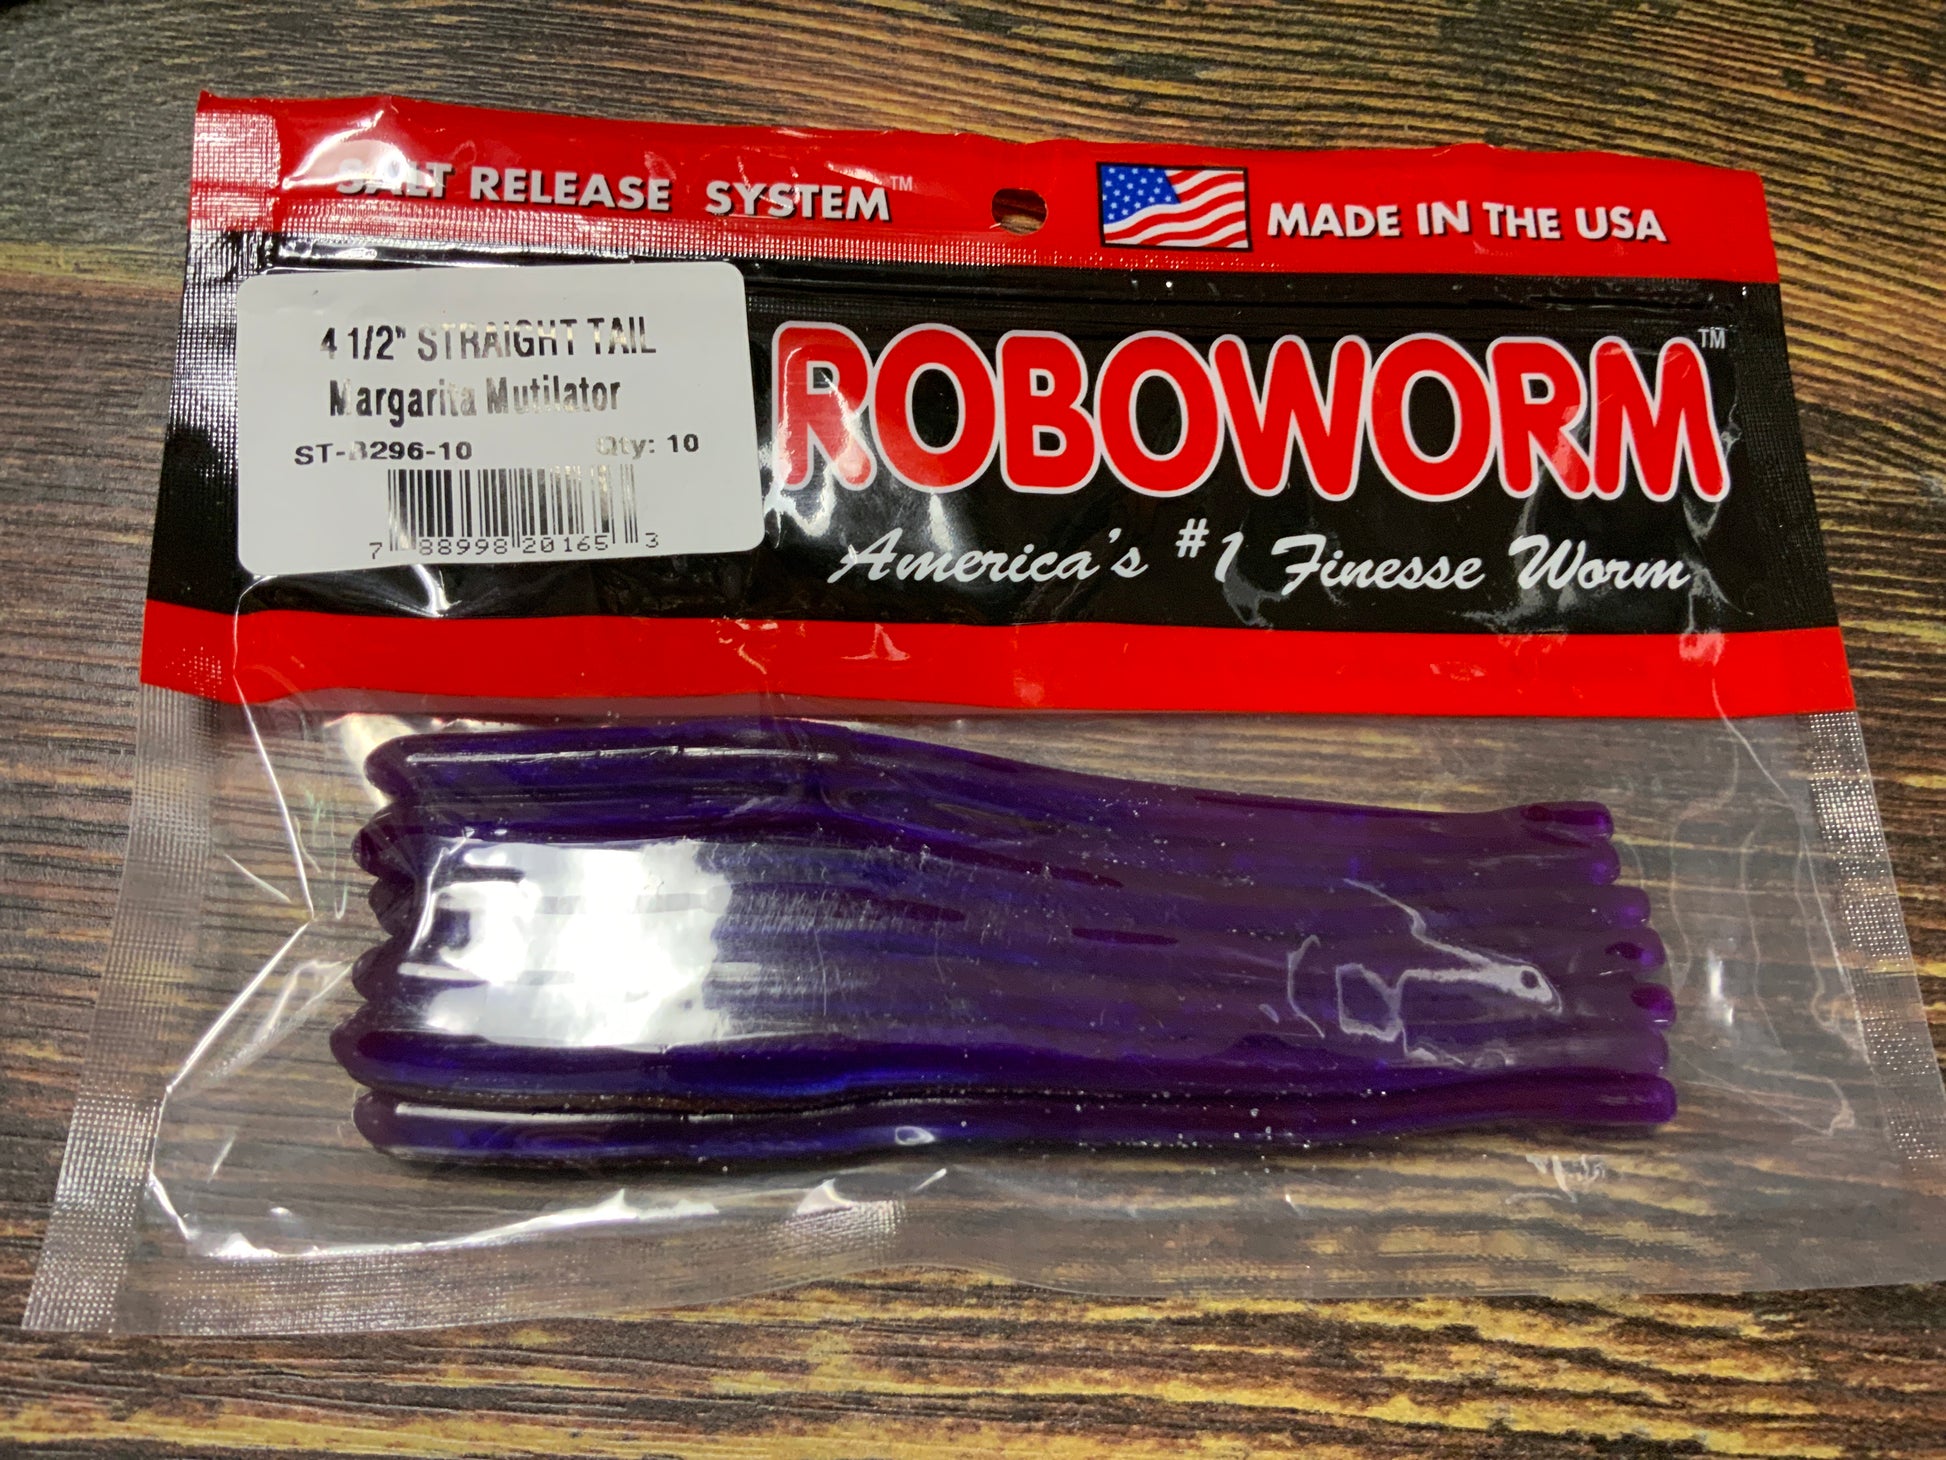 SALT RELEASE SYSTEM™
MADE IN THE USA
4 1/2" STRAIGHT TAIL
Margarita Mutilator
ST-B296-10 Qty: 10
7 88998 20165 3
ROBOWORM™
America's #1 Finesse Worm